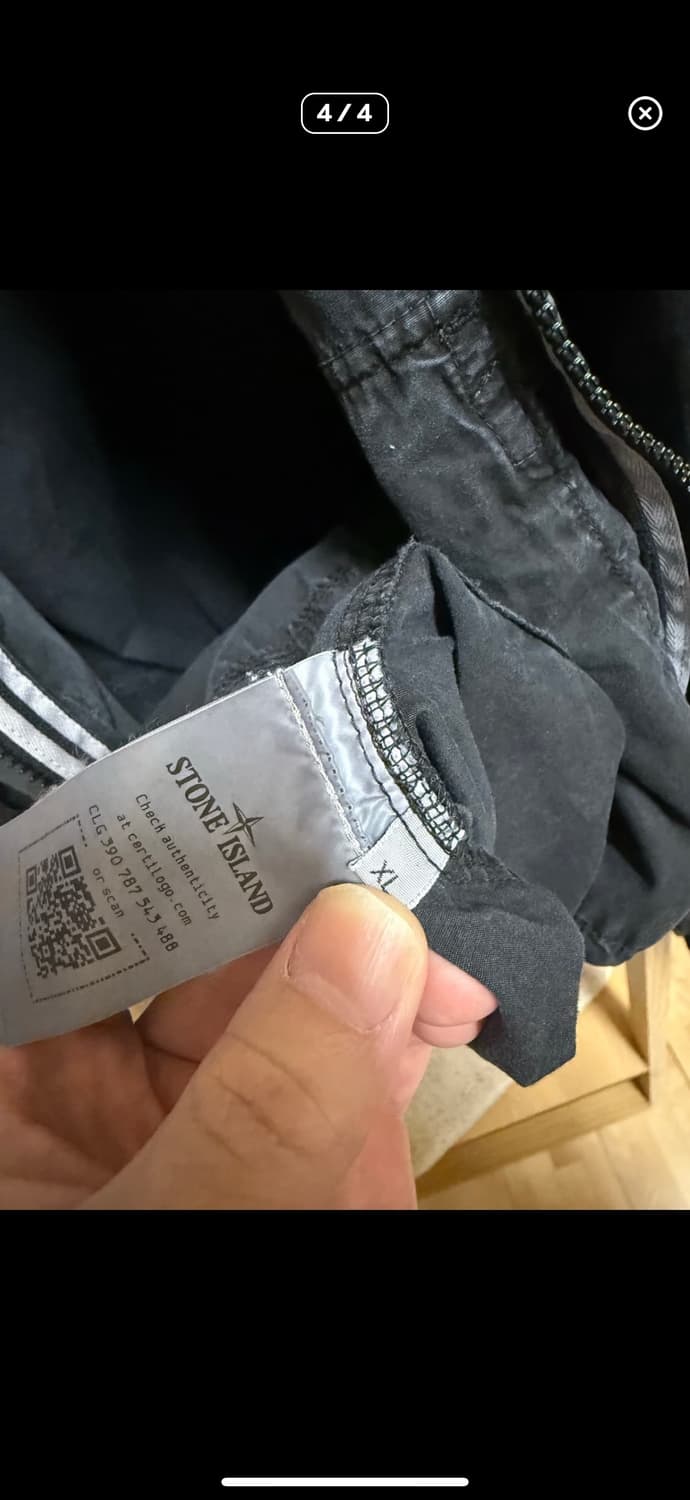 4/4
STONE ISLAND
Check authenticity
at certilogo.com
CLG 390 787 543 488
or scan
XL